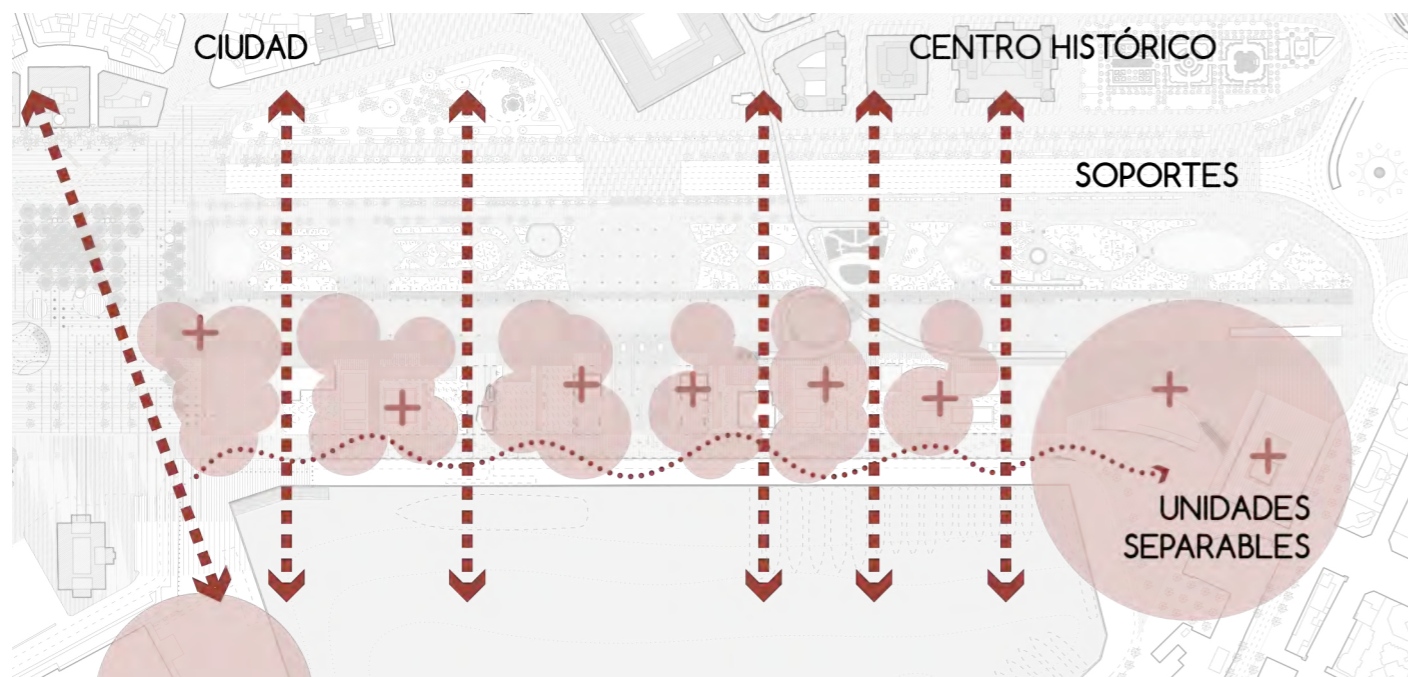 CIUDAD
CENTRO HISTÓRICO
SOPORTES
UNIDADES
SEPARABLES